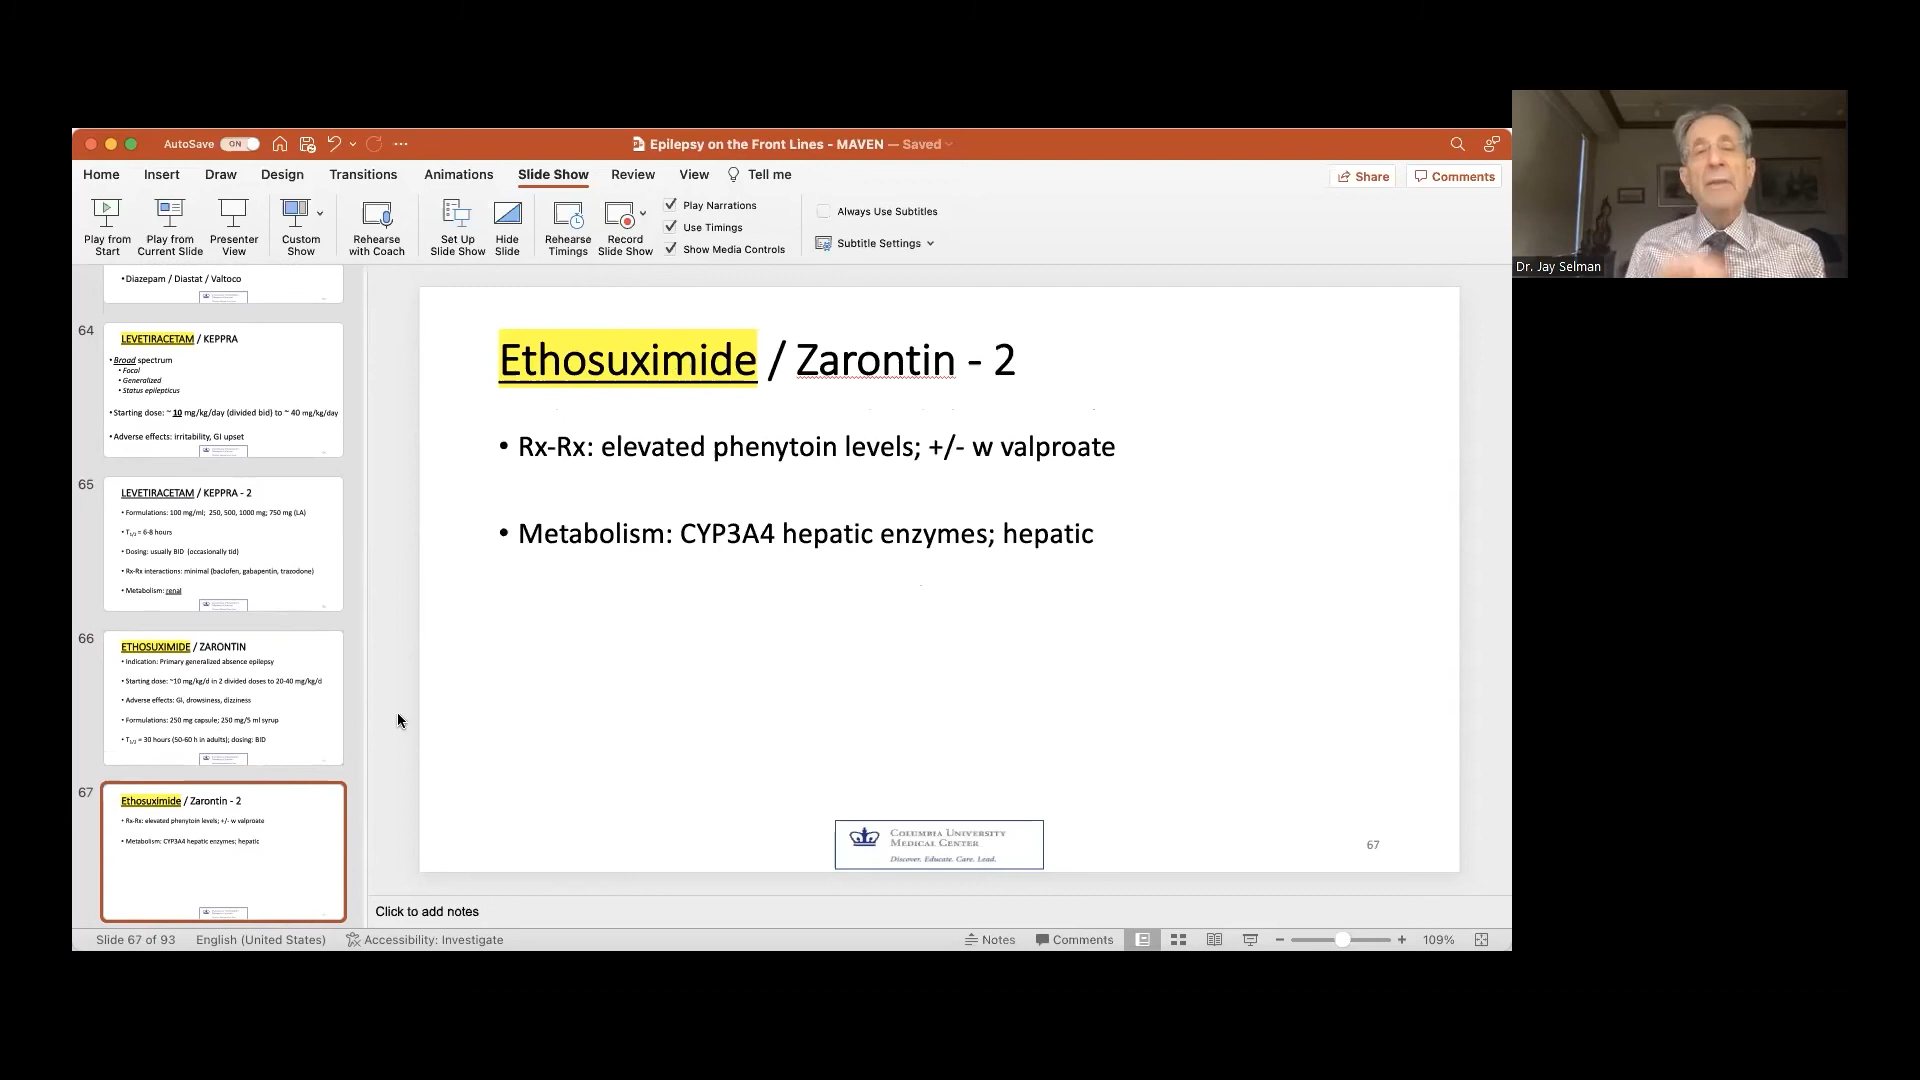 AutoSave ON
Epilepsy on the Front Lines - MAVEN — Saved
Home Insert Draw Design Transitions Animations Slide Show Review View Tell me
Share Comments
Play from Start
Play from Current Slide
Presenter View
Custom Show
Rehearse with Coach
Set Up Slide Show
Hide Slide
Rehearse Timings
Record Slide Show
Play Narrations
Use Timings
Show Media Controls
Always Use Subtitles
Subtitle Settings
• Diazepam / Diastat / Valtoco
64
LEVETIRACETAM / KEPPRA
• Broad spectrum
• Focal
• Generalized
• Status epilepticus
• Starting dose: ~ 10 mg/kg/day (divided bid) to ~ 40 mg/kg/day
• Adverse effects: irritability, GI upset
65
LEVETIRACETAM / KEPPRA - 2
• Formulations: 100 mg/ml; 250, 500, 1000 mg; 750 mg (LA)
• T1/2 = 6-8 hours
• Dosing: usually BID (occasionally tid)
• Rx-Rx interactions: minimal (baclofen, gabapentin, trazodone)
• Metabolism: renal
66
ETHOSUXIMIDE / ZARONTIN
• Indication: Primary generalized absence epilepsy
• Starting dose: ~10 mg/kg/d in 2 divided doses to 20-40 mg/kg/d
• Adverse effects: GI, drowsiness, dizziness
• Formulations: 250 mg capsule; 250 mg/5 ml syrup
• T1/2 = 30 hours (50-60 h in adults); dosing: BID
67
Ethosuximide / Zarontin - 2
• Rx-Rx: elevated phenytoin levels; +/- w valproate
• Metabolism: CYP3A4 hepatic enzymes; hepatic
Ethosuximide / Zarontin - 2
• Rx-Rx: elevated phenytoin levels; +/- w valproate
• Metabolism: CYP3A4 hepatic enzymes; hepatic
COLUMBIA UNIVERSITY
MEDICAL CENTER
Discover. Educate. Care. Lead.
67
Click to add notes
Slide 67 of 93 English (United States) Accessibility: Investigate
Notes Comments 109%
Dr. Jay Selman